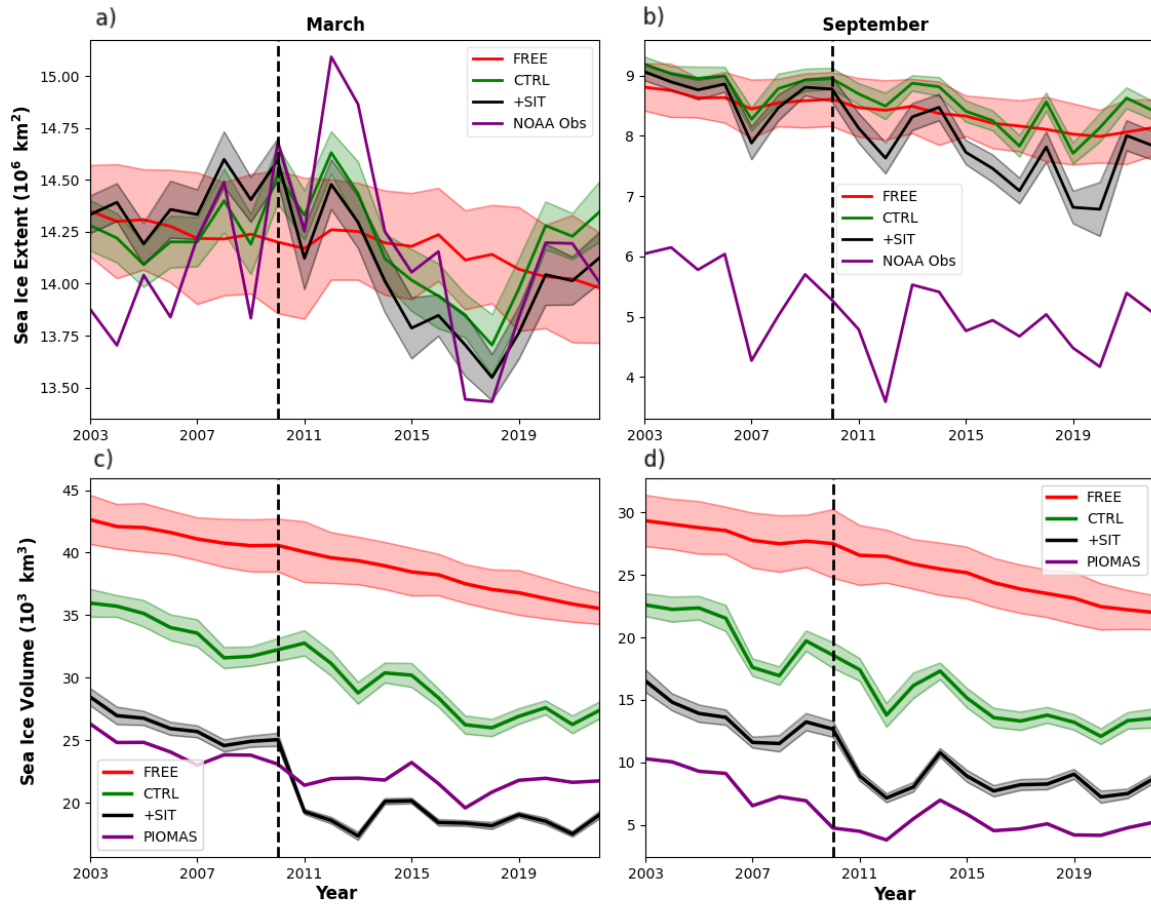 a)
March
b)
September
Sea Ice Extent (10⁶ km²)
15.00
14.75
14.50
14.25
14.00
13.75
13.50
FREE
CTRL
+SIT
NOAA Obs
2003
2007
2011
2015
2019
9
8
7
6
5
4
FREE
CTRL
+SIT
NOAA Obs
2003
2007
2011
2015
2019
c)
d)
Sea Ice Volume (10³ km³)
45
40
35
30
25
20
FREE
CTRL
+SIT
PIOMAS
2003
2007
2011
2015
2019
Year
30
25
20
15
10
5
FREE
CTRL
+SIT
PIOMAS
2003
2007
2011
2015
2019
Year